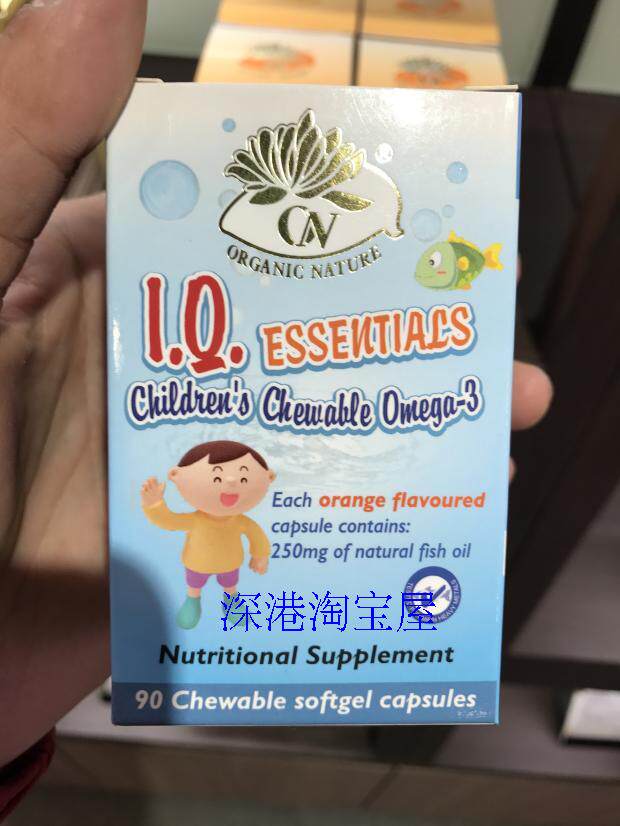 ON
ORGANIC NATURE
I.Q. ESSENTIALS
Children's Chewable Omega-3
Each orange flavoured
capsule contains:
250mg of natural fish oil
深港淘宝屋
Nutritional Supplement
90 Chewable softgel capsules